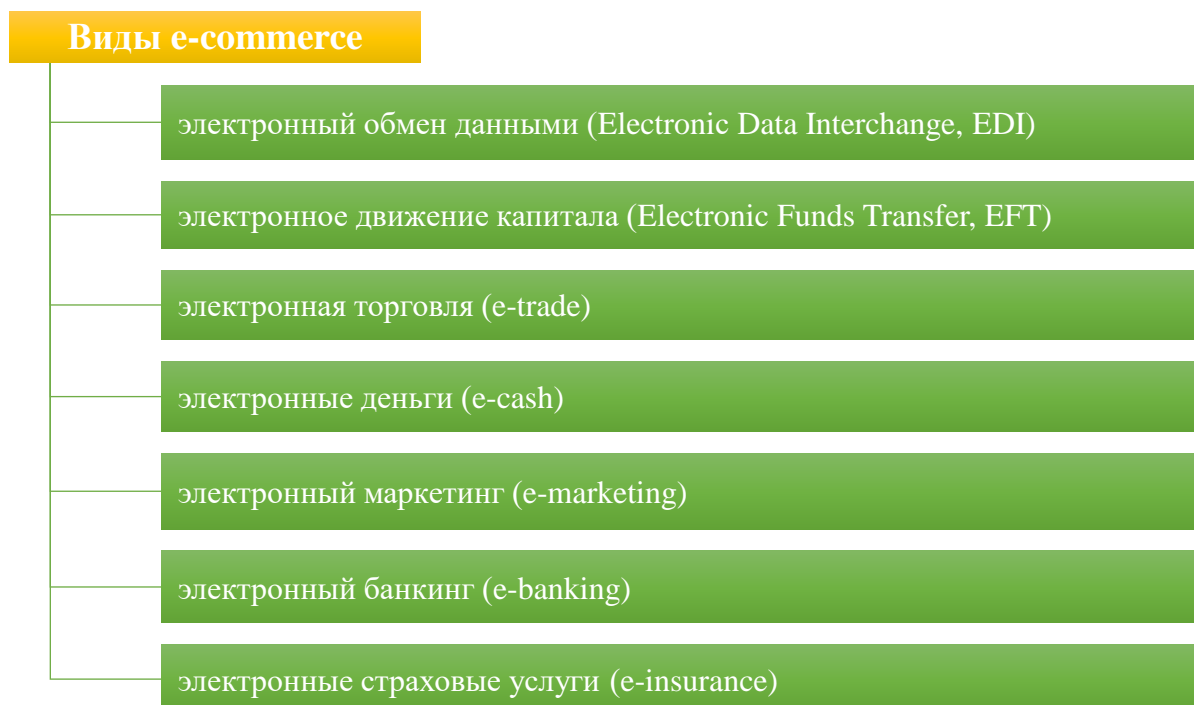 Виды e-commerce
электронный обмен данными (Electronic Data Interchange, EDI)
электронное движение капитала (Electronic Funds Transfer, EFT)
электронная торговля (e-trade)
электронные деньги (e-cash)
электронный маркетинг (e-marketing)
электронный банкинг (e-banking)
электронные страховые услуги (e-insurance)